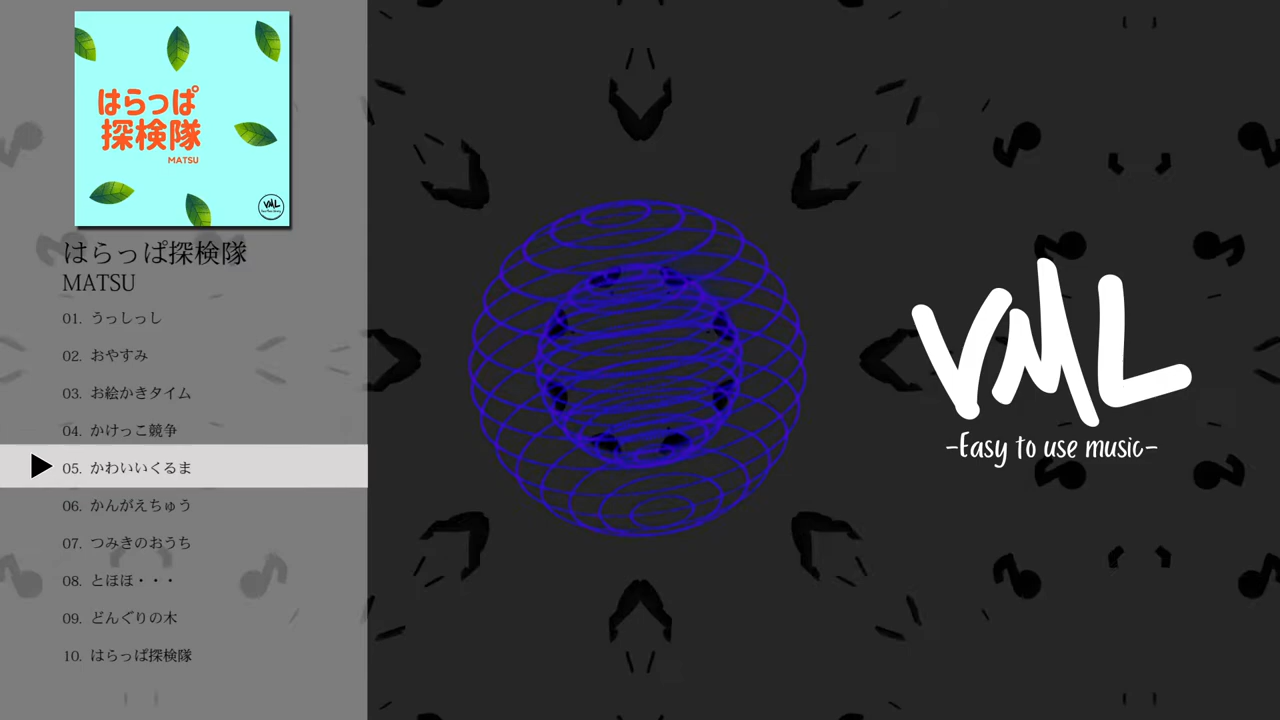 はらっぱ
探検隊
MATSU
VML
はらっぱ探検隊
MATSU
01. うっしっし
02. おやすみ
03. お絵かきタイム
04. かけっこ競争
05. かわいいくるま
06. かんがえちゅう
07. つみきのおうち
08. とほほ・・・
09. どんぐりの木
10. はらっぱ探検隊
VML
-Easy to use music-